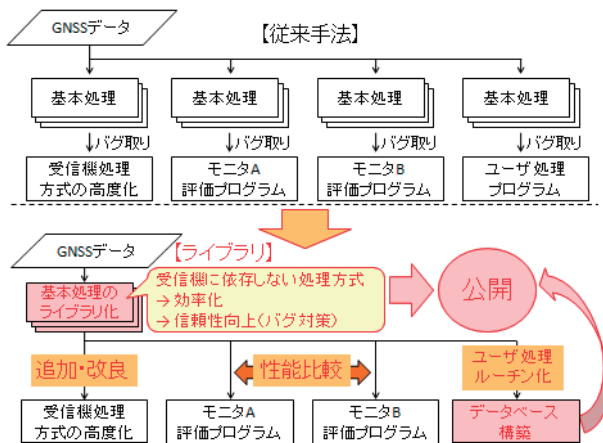 GNSSデータ
【従来手法】
基本処理
基本処理
基本処理
基本処理
バグ取り
バグ取り
バグ取り
バグ取り
受信機処理
方式の高度化
モニタA
評価プログラム
モニタB
評価プログラム
ユーザ処理
プログラム
GNSSデータ
【ライブラリ】
基本処理の
ライブラリ化
受信機に依存しない処理方式
→ 効率化
→ 信頼性向上(バグ対策)
公開
追加・改良
性能比較
ユーザ処理
ルーチン化
受信機処理
方式の高度化
モニタA
評価プログラム
モニタB
評価プログラム
データベース
構築